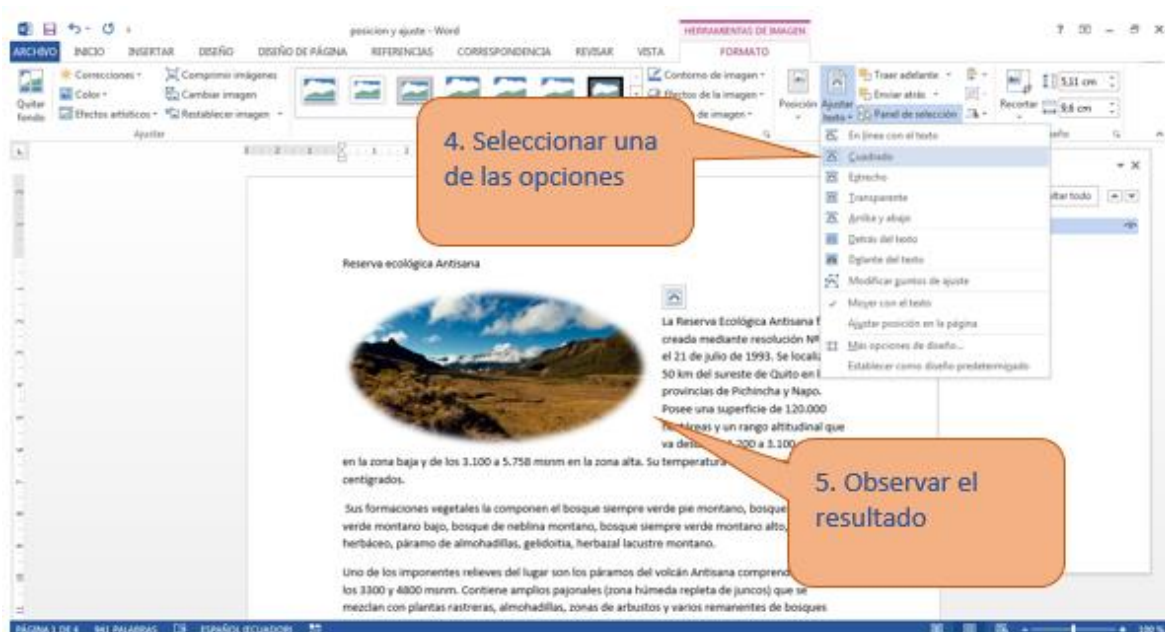 posicion y ajuste - Word
HERRAMIENTAS DE IMAGEN
ARCHIVO INICIO INSERTAR DISEÑO DISEÑO DE PÁGINA REFERENCIAS CORRESPONDENCIA REVISAR VISTA FORMATO
Quitar fondo
Correcciones
Color
Efectos artísticos
Comprimir imágenes
Cambiar imagen
Restablecer imagen
Ajustar
Contorno de imagen
Efectos de la imagen
de imagen
Posición
Ajustar texto
Traer adelante
Enviar atrás
Panel de selección
Recortar
5,11 cm
9,6 cm
En línea con el texto
Cuadrado
Estrecho
Transparente
Arriba y abajo
Detrás del texto
Delante del texto
Modificar puntos de ajuste
Mover con el texto
Ajustar posición en la página
Más opciones de diseño...
Establecer como diseño predeterminado
tar todo
4. Seleccionar una
de las opciones
Reserva ecológica Antisana
La Reserva Ecológica Antisana f
creada mediante resolución Nº
el 21 de julio de 1993. Se localiz
50 km del sureste de Quito en l
provincias de Pichincha y Napo.
Posee una superficie de 120.000
y un rango altitudinal que
va
en la zona baja y de los 3.100 a 5.758 msnm en la zona alta. Su temperatura
centígrados.
Sus formaciones vegetales la componen el bosque siempre verde pie montano, bosque
verde montano bajo, bosque de neblina montano, bosque siempre verde montano alto,
herbáceo, páramo de almohadillas, gelidoitia, herbazal lacustre montano.
Uno de los imponentes relieves del lugar son los páramos del volcán Antisana compren
los 3300 y 4800 msnm. Contiene amplios pajonales (zona húmeda repleta de juncos) que se
mezclan con plantas rastreras, almohadillas, zonas de arbustos y varios remanentes de bosques
5. Observar el
resultado
PÁGINA 1 DE 4 941 PALABRAS ESPAÑOL (ECUADOR) 100 %